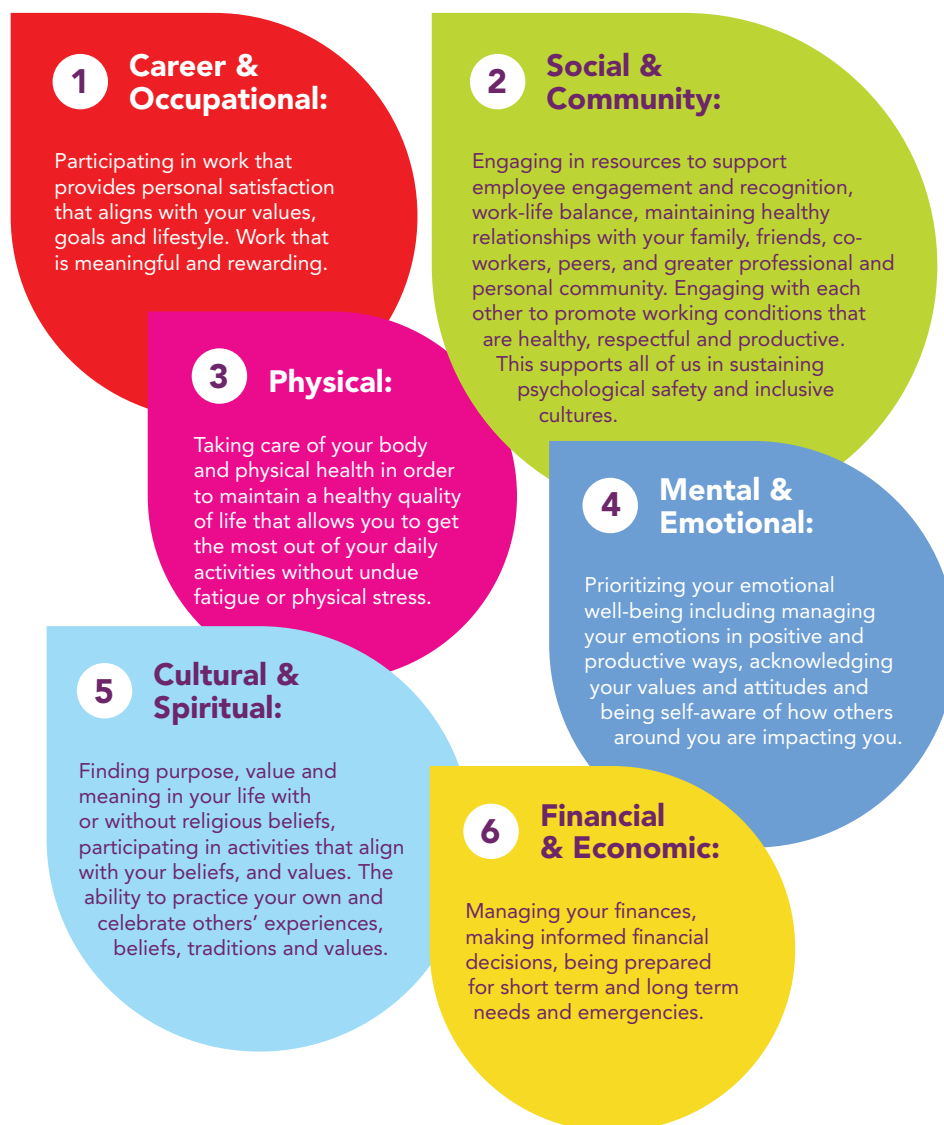 1
Career &
Occupational:
Participating in work that
provides personal satisfaction
that aligns with your values,
goals and lifestyle. Work that
is meaningful and rewarding.
2
Social &
Community:
Engaging in resources to support
employee engagement and recognition,
work-life balance, maintaining healthy
relationships with your family, friends, co-
workers, peers, and greater professional and
personal community. Engaging with each
other to promote working conditions that
are healthy, respectful and productive.
This supports all of us in sustaining
psychological safety and inclusive
cultures.
3
Physical:
Taking care of your body
and physical health in order
to maintain a healthy quality
of life that allows you to get
the most out of your daily
activities without undue
fatigue or physical stress.
4
Mental &
Emotional:
Prioritizing your emotional
well-being including managing
your emotions in positive and
productive ways, acknowledging
your values and attitudes and
being self-aware of how others
around you are impacting you.
5
Cultural &
Spiritual:
Finding purpose, value and
meaning in your life with
or without religious beliefs,
participating in activities that align
with your beliefs, and values. The
ability to practice your own and
celebrate others’ experiences,
beliefs, traditions and values.
6
Financial
& Economic:
Managing your finances,
making informed financial
decisions, being prepared
for short term and long term
needs and emergencies.